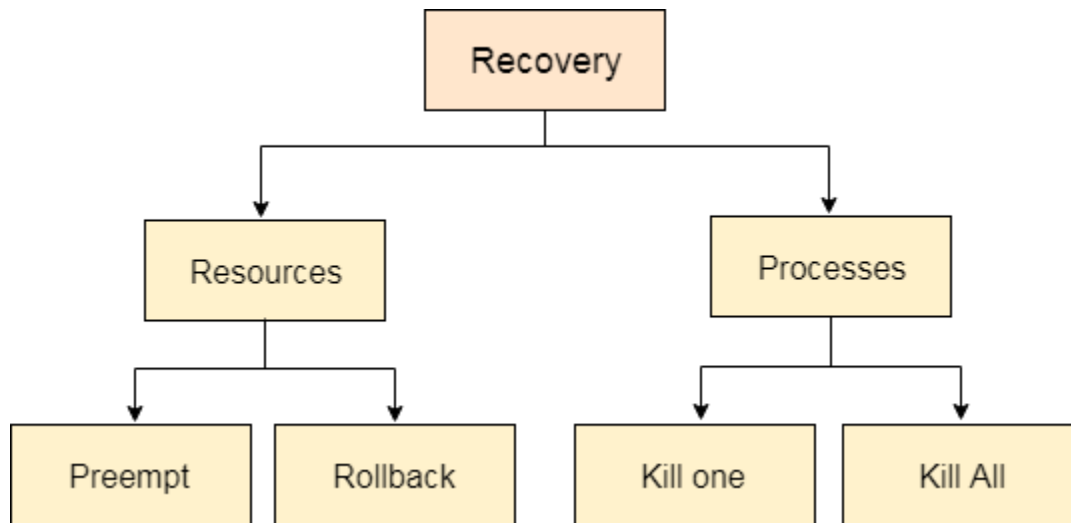 Recovery
Resources
Processes
Preempt
Rollback
Kill one
Kill All